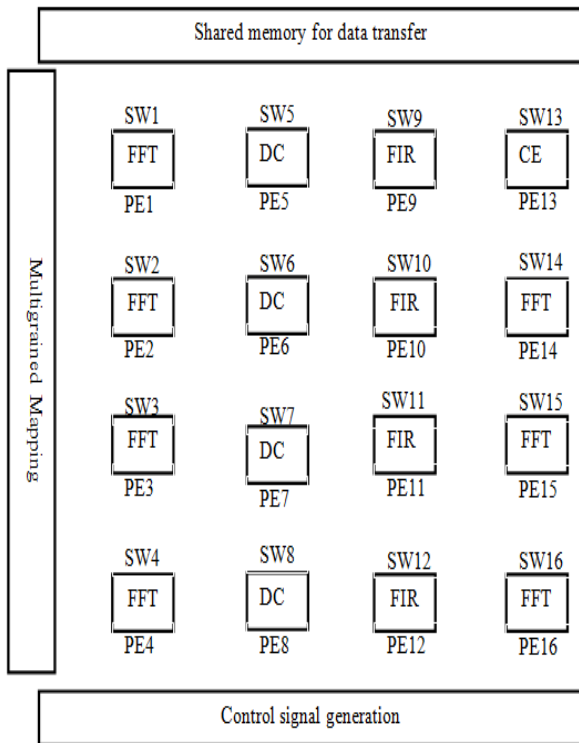 Shared memory for data transfer
Multigrained Mapping
SW1 SW5 SW9 SW13
FFT DC FIR CE
PE1 PE5 PE9 PE13
SW2 SW6 SW10 SW14
FFT DC FIR FFT
PE2 PE6 PE10 PE14
SW3 SW7 SW11 SW15
FFT DC FIR FFT
PE3 PE7 PE11 PE15
SW4 SW8 SW12 SW16
FFT DC FIR FFT
PE4 PE8 PE12 PE16
Control signal generation